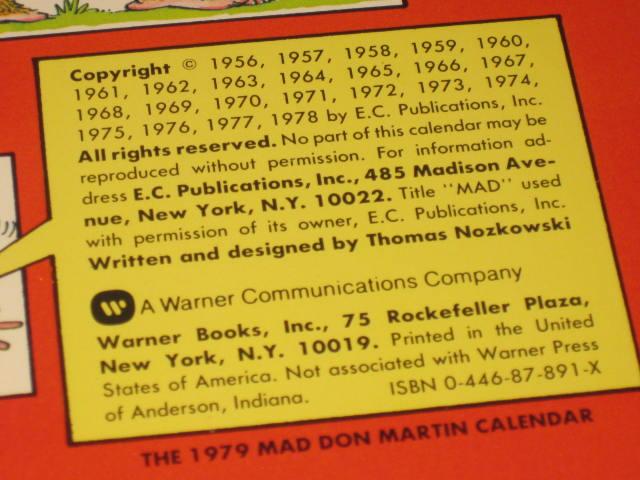 Copyright © 1956, 1957, 1958, 1959, 1960,
1961, 1962, 1963, 1964, 1965, 1966, 1967,
1968, 1969, 1970, 1971, 1972, 1973, 1974,
1975, 1976, 1977, 1978 by E.C. Publications, Inc.
All rights reserved. No part of this calendar may be
reproduced without permission. For information ad-
dress E.C. Publications, Inc., 485 Madison Ave-
nue, New York, N.Y. 10022. Title "MAD" used
with permission of its owner, E.C. Publications, Inc.
Written and designed by Thomas Nozkowski
A Warner Communications Company
Warner Books, Inc., 75 Rockefeller Plaza,
New York, N.Y. 10019. Printed in the United
States of America. Not associated with Warner Press
of Anderson, Indiana. ISBN 0-446-87-891-X
THE 1979 MAD DON MARTIN CALENDAR